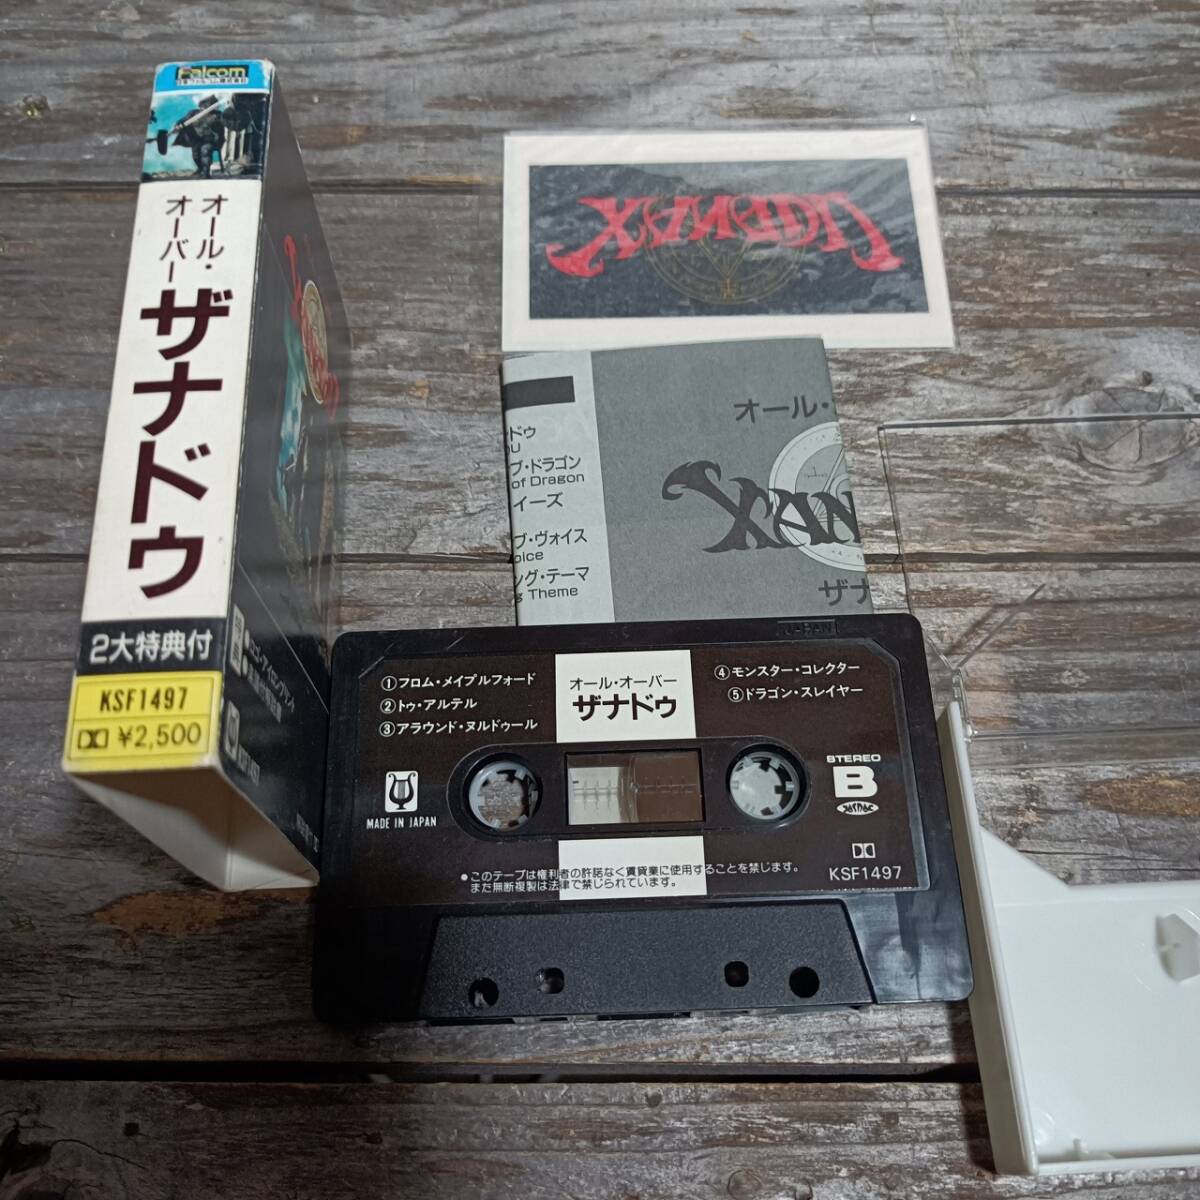 Falcom
オール・
オーバー
ザナドゥ
2大特典付
KSF1497
¥2,500
XANADU
オール・
ドゥ
U
ブ・ドラゴン
of Dragon
イーズ
ブ・ヴォイス
oice
ング・テーマ
g Theme
XAN
ザナ
JAPAN
①フロム・メイプルフォード
②トゥ・アルテル
③アラウンド・ヌルドゥール
オール・オーバー
ザナドゥ
④モンスター・コレクター
⑤ドラゴン・スレイヤー
MADE IN JAPAN
STEREO
B
JASRAC
●このテープは権利者の許諾なく賃貸業に使用することを禁じます。
また無断複製は法律で禁じられています。
KSF1497